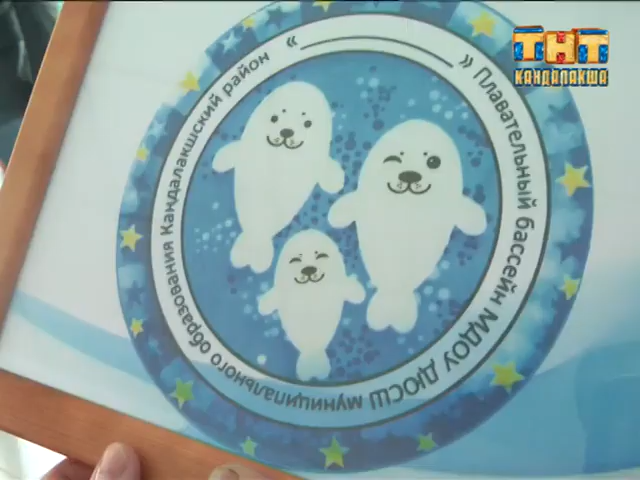 ТНТ
КАНДАЛАКША
« »
Плавательный бассейн МДОУ ДЮСШ муниципального образования Кандалакшский район